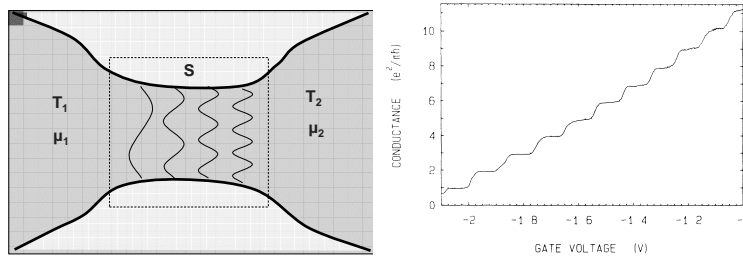 S
T₁
μ₁
T₂
μ₂
CONDUCTANCE (e²/πħ)
10
8
6
4
2
0
-2 -1 8 -1 6 -1 4 -1 2 -1
GATE VOLTAGE (V)